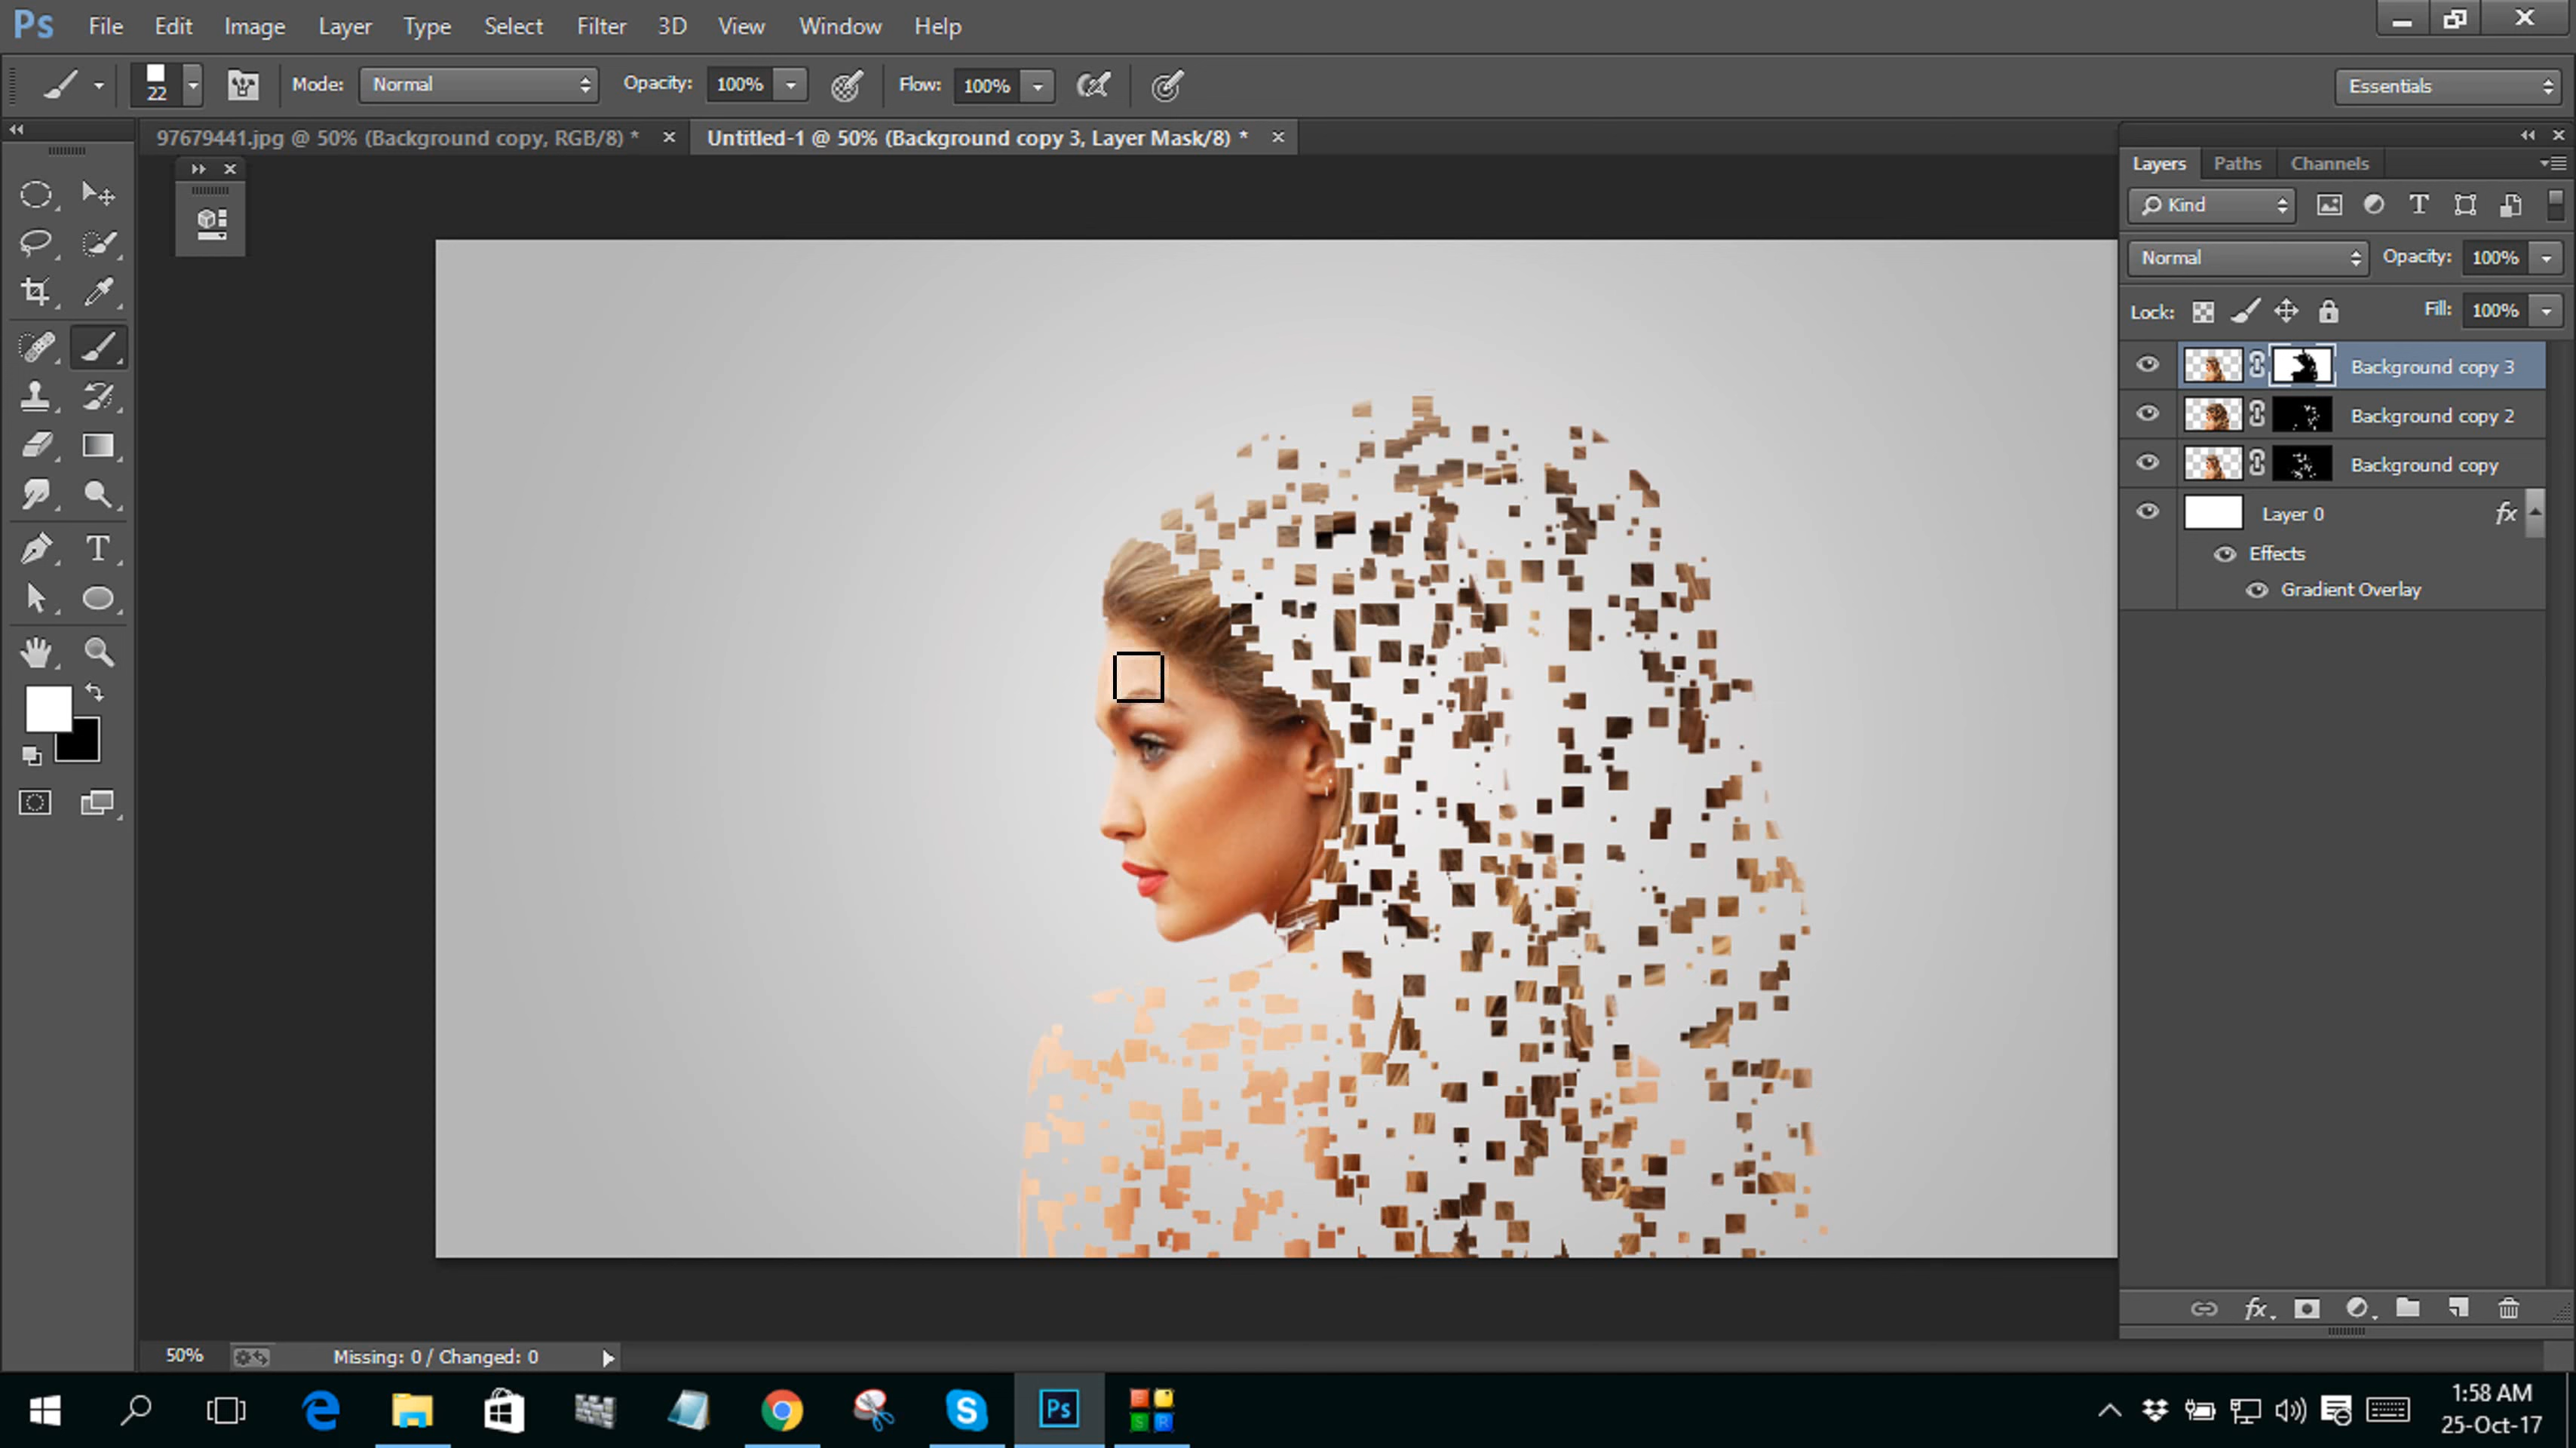 Ps File Edit Image Layer Type Select Filter 3D View Window Help
22 Mode: Normal Opacity: 100% Flow: 100% Essentials
97679441.jpg @ 50% (Background copy, RGB/8) * × Untitled-1 @ 50% (Background copy 3, Layer Mask/8) * ×
Layers Paths Channels
Kind
Normal Opacity: 100%
Lock: Fill: 100%
Background copy 3
Background copy 2
Background copy
Layer 0 fx
Effects
Gradient Overlay
T
fx
50% Missing: 0 / Changed: 0
Ps
1:58 AM
25-Oct-17